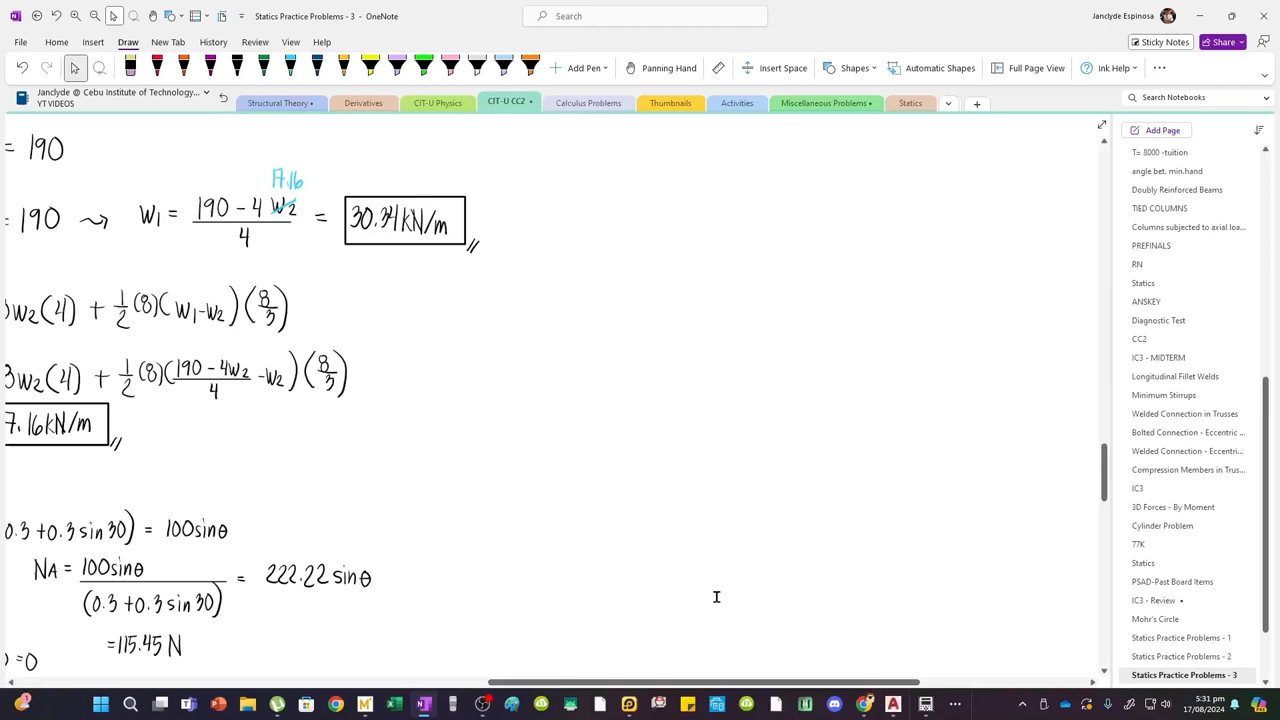 Statics Practice Problems - 3 - OneNote
Search
Janclyde Espinosa
File Home Insert Draw New Tab History Review View Help
Sticky Notes Share
Add Pen Panning Hand Insert Space Shapes Automatic Shapes Full Page View Ink Help
Janclyde @ Cebu Institute of Technology...
YT VIDEOS
Structural Theory Derivatives CIT-U Physics CIT-U CC2 Calculus Problems Thumbnails Activities Miscellaneous Problems Statics
Search Notebooks
Add Page
= 190
17.16
= 190 ⇝ W1 = (190 - 4 W2) / 4 = 30.34 kN/m //
3w2(4) + 1/2 (8)(w1-w2)(8/3)
3w2(4) + 1/2 (8)((190 - 4w2)/4 - w2)(8/3)
7.16 kN/m //
0.3 + 0.3 sin 30) = 100 sinθ
NA = 100 sinθ / (0.3 + 0.3 sin 30) = 222.22 sinθ
= 115.45 N
) = 0
T= 8000 -tuition
angle bet. min.hand
Doubly Reinforced Beams
TIED COLUMNS
Columns subjected to axial loa...
PREFINALS
RN
Statics
ANSKEY
Diagnostic Test
CC2
IC3 - MIDTERM
Longitudinal Fillet Welds
Minimum Stirrups
Welded Connection in Trusses
Bolted Connection - Eccentric ...
Welded Connection - Eccentri...
Compression Members in Trus...
IC3
3D Forces - By Moment
Cylinder Problem
77K
Statics
PSAD-Past Board Items
IC3 - Review
Mohr's Circle
Statics Practice Problems - 1
Statics Practice Problems - 2
Statics Practice Problems - 3
5:31 pm
17/08/2024